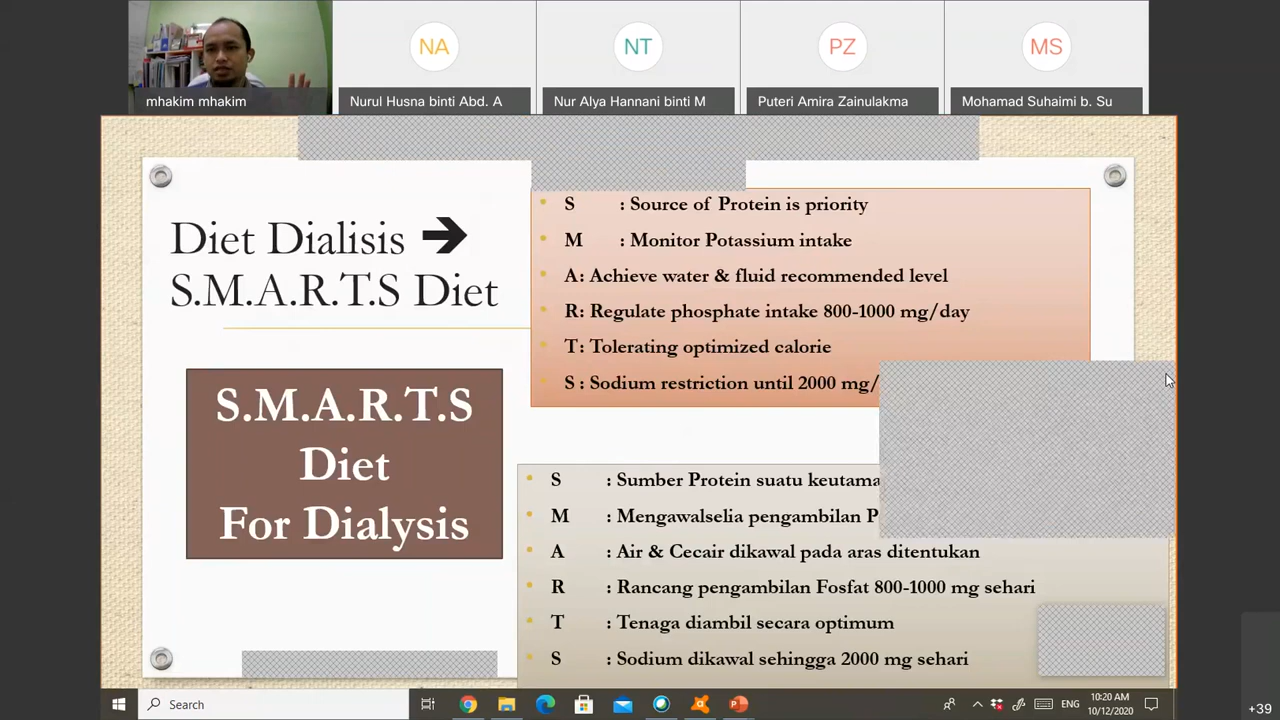 NA
NT
PZ
MS
mhakim mhakim
Nurul Husna binti Abd. A
Nur Alya Hannani binti M
Puteri Amira Zainulakma
Mohamad Suhaimi b. Su
Diet Dialisis ➔
S.M.A.R.T.S Diet
S.M.A.R.T.S
Diet
For Dialysis
S : Source of Protein is priority
M : Monitor Potassium intake
A : Achieve water & fluid recommended level
R : Regulate phosphate intake 800-1000 mg/day
T : Tolerating optimized calorie
S : Sodium restriction until 2000 mg/
S : Sumber Protein suatu keutama
M : Mengawalselia pengambilan P
A : Air & Cecair dikawal pada aras ditentukan
R : Rancang pengambilan Fosfat 800-1000 mg sehari
T : Tenaga diambil secara optimum
S : Sodium dikawal sehingga 2000 mg sehari
Search
ENG
10:20 AM
10/12/2020
+39